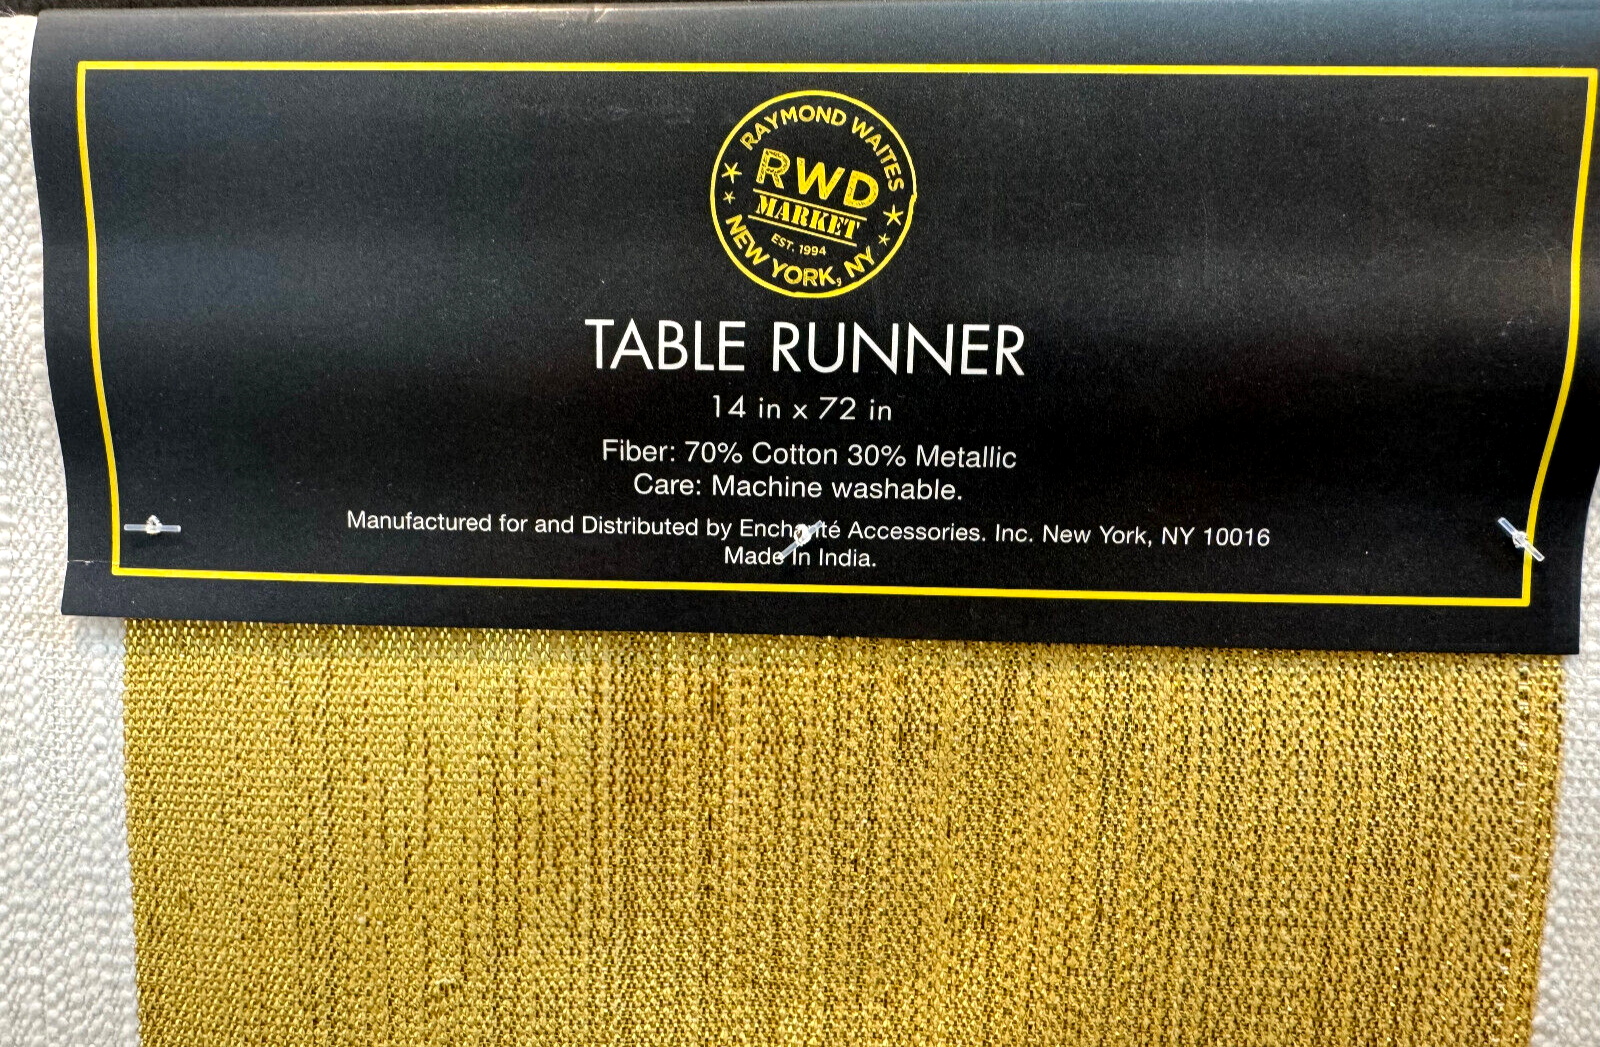 RAYMOND WAITES
RWD
MARKET
EST. 1994
NEW YORK, NY
TABLE RUNNER
14 in x 72 in
Fiber: 70% Cotton 30% Metallic
Care: Machine washable.
Manufactured for and Distributed by Enchanté Accessories. Inc. New York, NY 10016
Made In India.